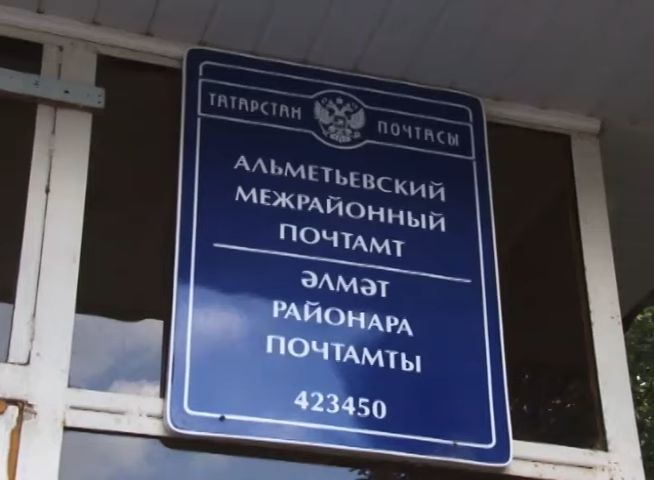 ТАТАРСТАН ПОЧТАСЫ
АЛЬМЕТЬЕВСКИЙ
МЕЖРАЙОННЫЙ
ПОЧТАМТ
ӘЛМӘТ
РАЙОНАРА
ПОЧТАМТЫ
423450